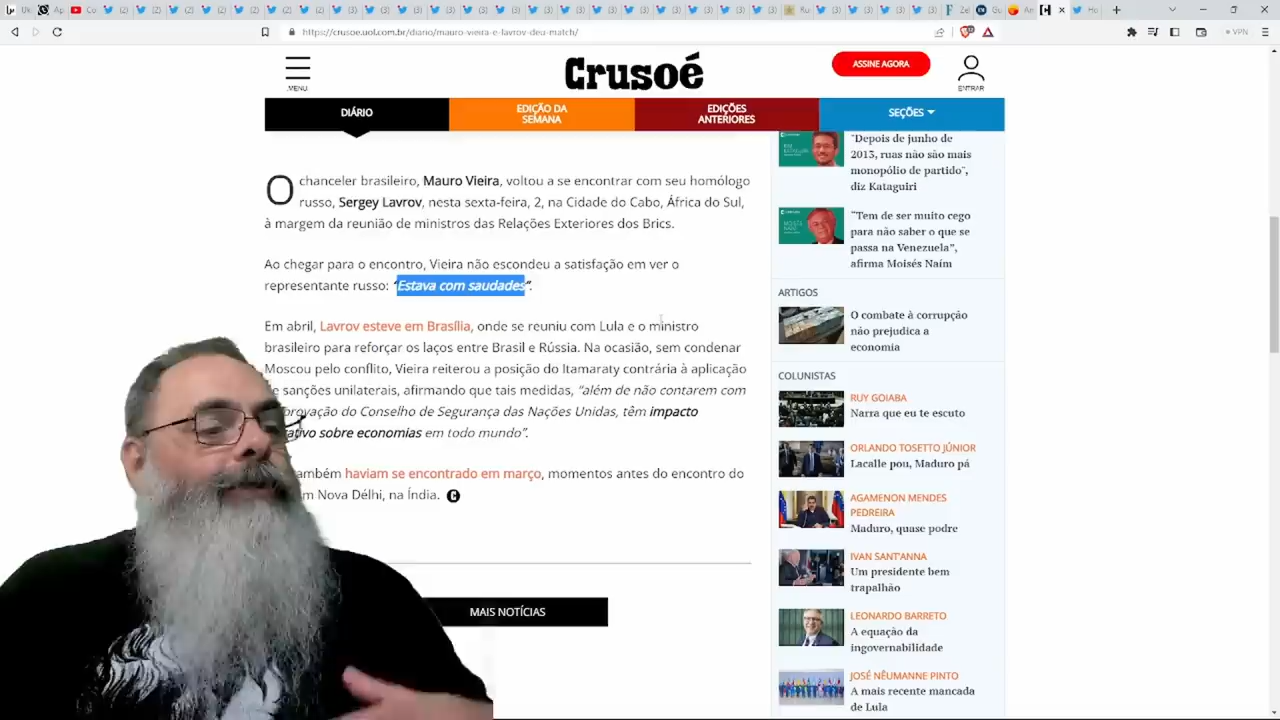 https://crusoe.uol.com.br/diario/mauro-vieira-e-lavrov-deu-match/
VPN
MENU
Crusoé
ASSINE AGORA
ENTRAR
DIÁRIO
EDIÇÃO DA
SEMANA
EDIÇÕES
ANTERIORES
SEÇÕES
O chanceler brasileiro, Mauro Vieira, voltou a se encontrar com seu homólogo
russo, Sergey Lavrov, nesta sexta-feira, 2, na Cidade do Cabo, África do Sul,
à margem da reunião de ministros das Relações Exteriores dos Brics.
Ao chegar para o encontro, Vieira não escondeu a satisfação em ver o
representante russo: “Estava com saudades”.
Em abril, Lavrov esteve em Brasília, onde se reuniu com Lula e o ministro
brasileiro para reforçar os laços entre Brasil e Rússia. Na ocasião, sem condenar
Moscou pelo conflito, Vieira reiterou a posição do Itamaraty contrária à aplicação
e sanções unilaterais, afirmando que tais medidas, “além de não contarem com
provação do Conselho de Segurança das Nações Unidas, têm impacto
ativo sobre economias em todo mundo”.
ambém haviam se encontrado em março, momentos antes do encontro do
m Nova Délhi, na Índia.
MAIS NOTÍCIAS
"Depois de junho de
2013, ruas não são mais
monopólio de partido",
diz Kataguiri
"Tem de ser muito cego
para não saber o que se
passa na Venezuela",
afirma Moisés Naím
ARTIGOS
O combate à corrupção
não prejudica a
economia
COLUNISTAS
RUY GOIABA
Narra que eu te escuto
ORLANDO TOSETTO JÚNIOR
Lacalle pou, Maduro pá
AGAMENON MENDES
PEDREIRA
Maduro, quase podre
IVAN SANT'ANNA
Um presidente bem
trapalhão
LEONARDO BARRETO
A equação da
ingovernabilidade
JOSÉ NÊUMANNE PINTO
A mais recente mancada
de Lula